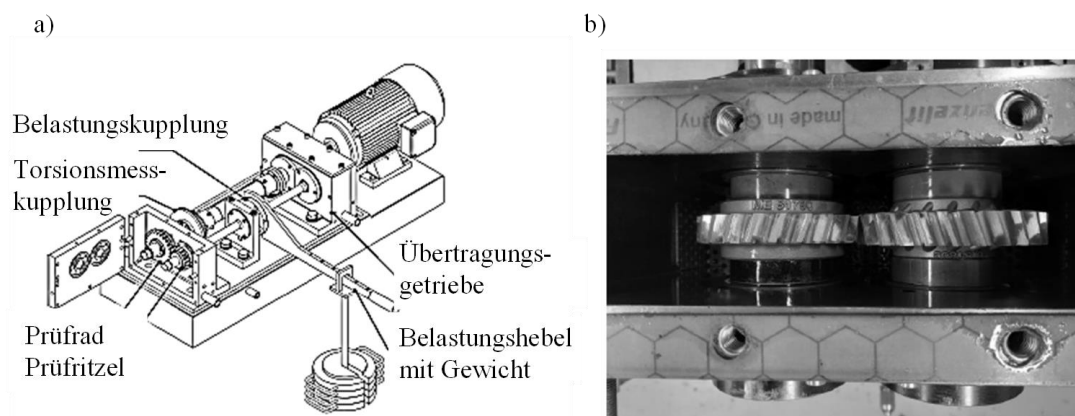 a)
b)
Belastungskupplung
Torsionsmess-
kupplung
Übertragungs-
getriebe
Prüfrad
Prüfritzel
Belastungshebel
mit Gewicht
made in